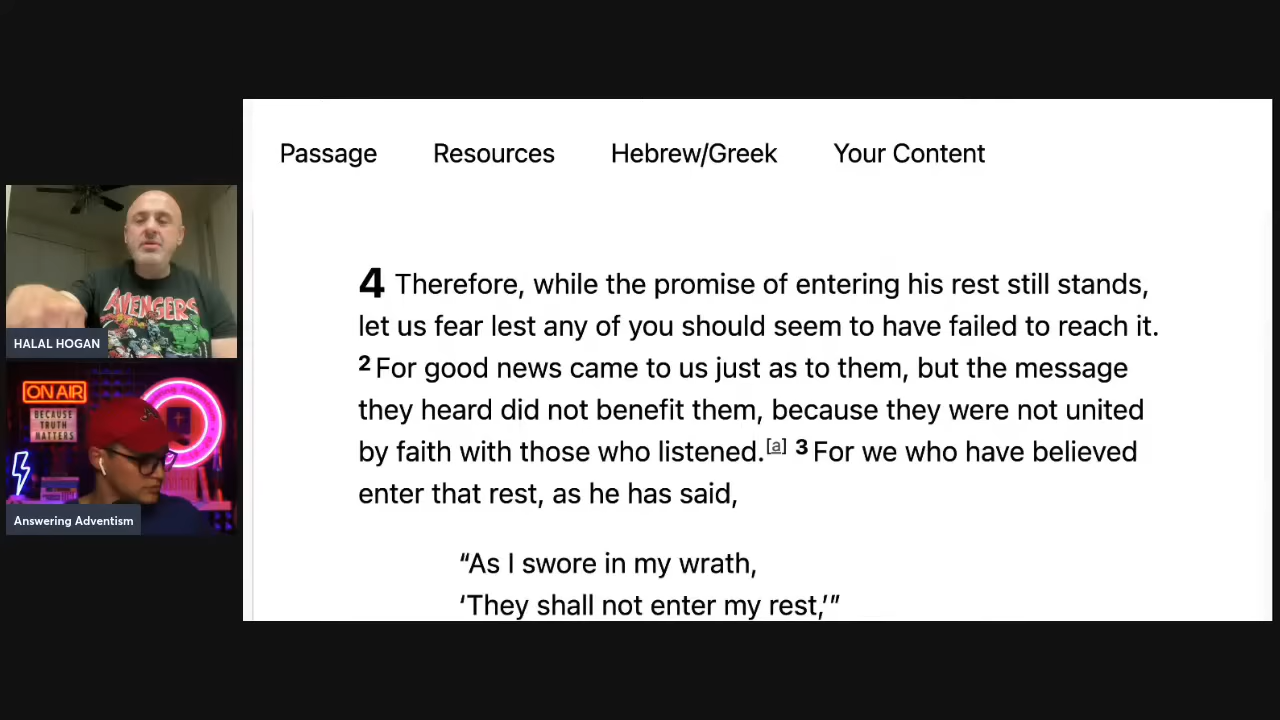 Passage Resources Hebrew/Greek Your Content
4 Therefore, while the promise of entering his rest still stands,
let us fear lest any of you should seem to have failed to reach it.
2 For good news came to us just as to them, but the message
they heard did not benefit them, because they were not united
by faith with those who listened.[a] 3 For we who have believed
enter that rest, as he has said,
“As I swore in my wrath,
‘They shall not enter my rest,’”
AVENGERS
HALAL HOGAN
ON AIR
BECAUSE
TRUTH
MATTERS
Answering Adventism